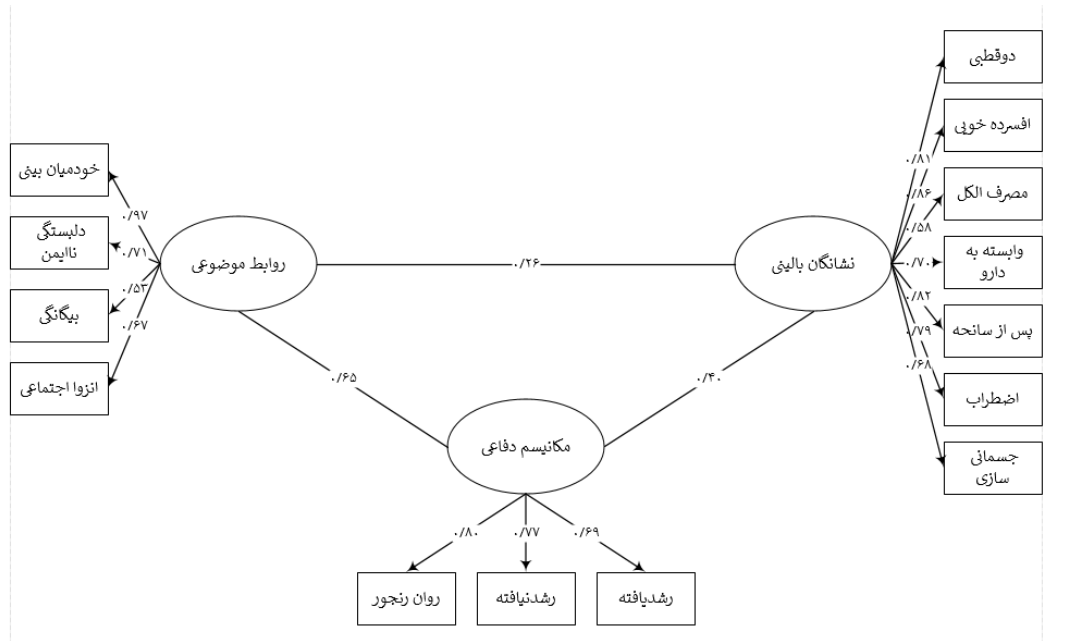 دوقطبی
افسرده خویی
مصرف الکل
وابسته به
دارو
پس از سانحه
اضطراب
جسمانی
سازی
۰/۸۱
۰/۸۶
۰/۵۸
۰/۷۰
۰/۸۲
۰/۷۹
۰/۶۸
نشانگان بالینی
۰/۲۶
روابط موضوعی
۰/۹۷
۰/۷۱
۰/۵۳
۰/۶۷
خودمیان بینی
دلبستگی
ناایمن
بیگانگی
انزوا اجتماعی
۰/۴۰
۰/۶۵
مکانیسم دفاعی
۰/۶۹
۰/۷۷
۰/۸۰
رشدیافته
رشدنیافته
روان رنجور